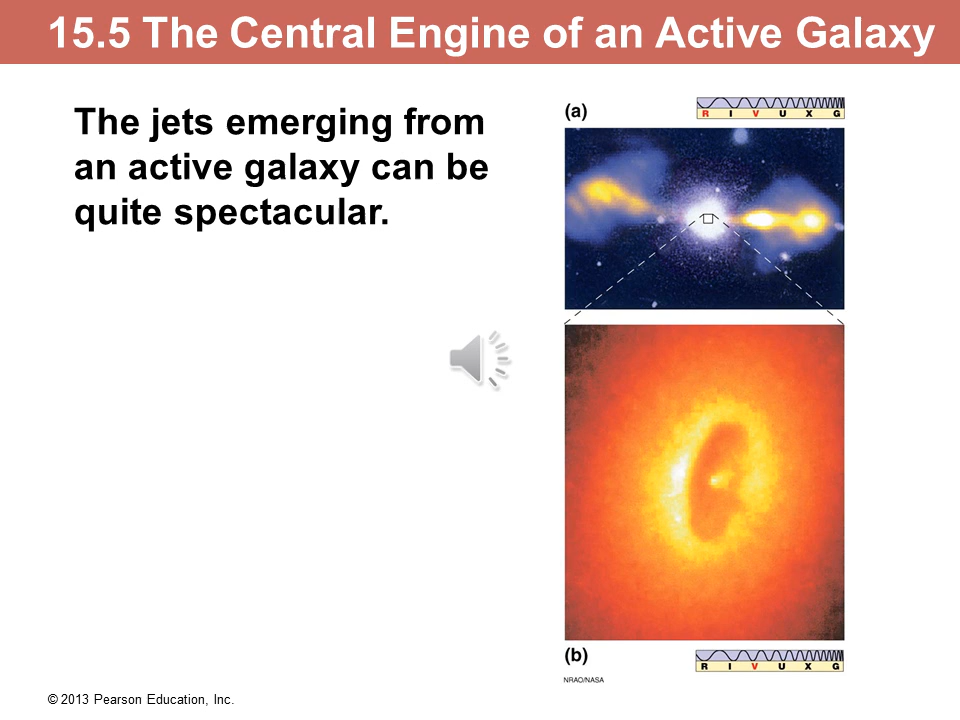 15.5 The Central Engine of an Active Galaxy
The jets emerging from
an active galaxy can be
quite spectacular.
(a)
R I V U X G
(b)
R I V U X G
NRAO/NASA
© 2013 Pearson Education, Inc.